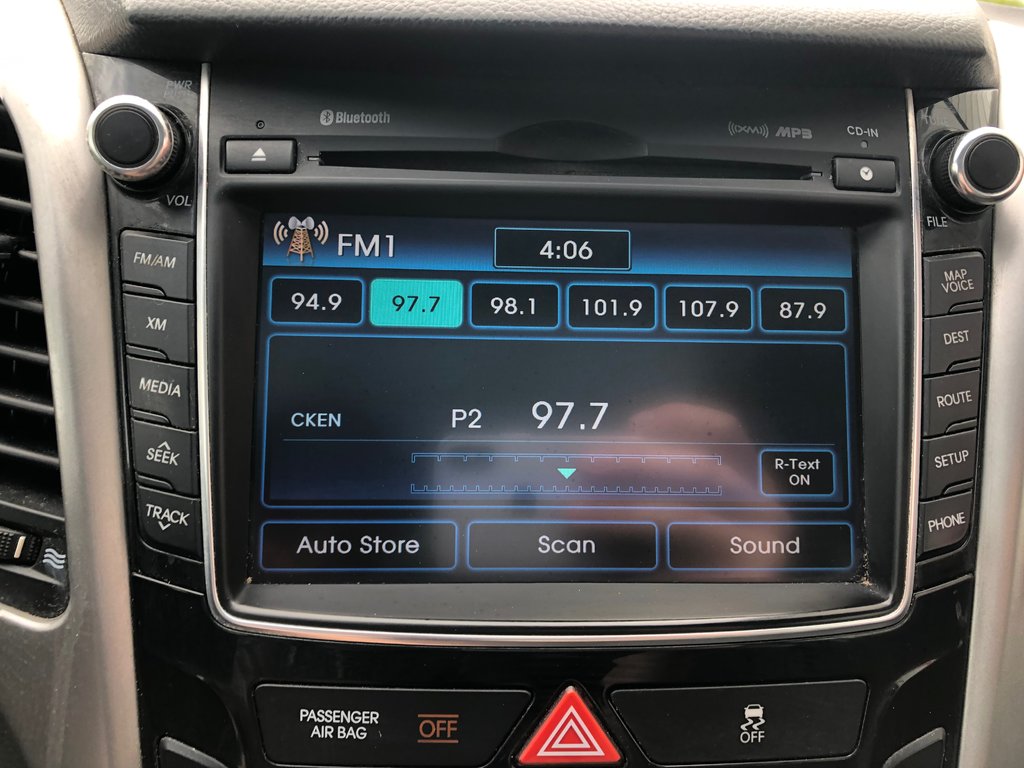 PWR
Bluetooth
XM
MP3
CD-IN
TUNE
VOL
FILE
FM/AM
XM
MEDIA
SEEK
TRACK
FM1
4:06
94.9 97.7 98.1 101.9 107.9 87.9
CKEN P2 97.7
R-Text
ON
Auto Store Scan Sound
MAP
VOICE
DEST
ROUTE
SETUP
PHONE
PASSENGER
AIR BAG
OFF
OFF